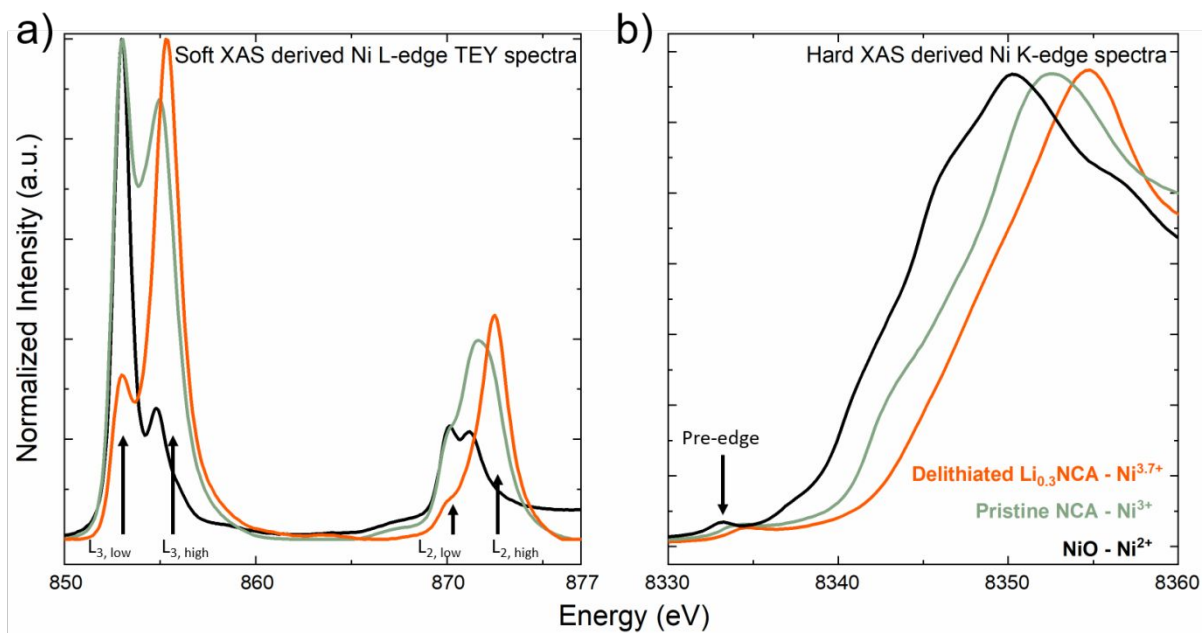 a)
Soft XAS derived Ni L-edge TEY spectra
b)
Hard XAS derived Ni K-edge spectra
Normalized Intensity (a.u.)
Pre-edge
Delithiated Li0.3NCA - Ni3.7+
Pristine NCA - Ni3+
NiO - Ni2+
L3, low
L3, high
L2, low
L2, high
850
860
870
877
8330
8340
8350
8360
Energy (eV)